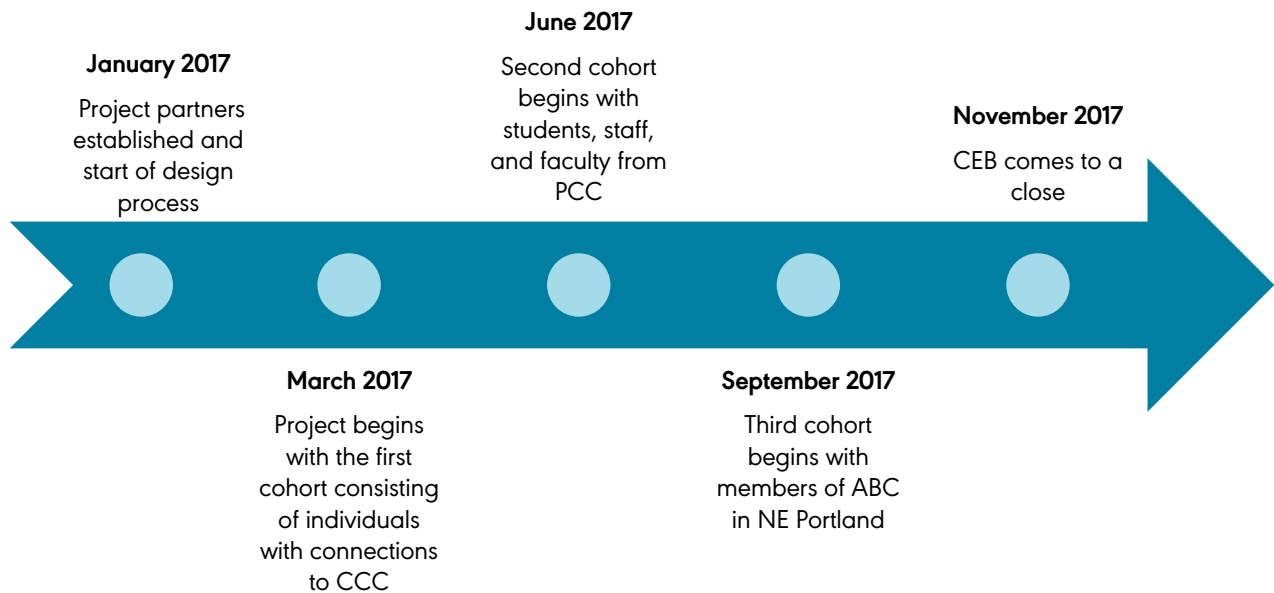 January 2017
Project partners
established and
start of design
process
March 2017
Project begins
with the first
cohort consisting
of individuals
with connections
to CCC
June 2017
Second cohort
begins with
students, staff,
and faculty from
PCC
September 2017
Third cohort
begins with
members of ABC
in NE Portland
November 2017
CEB comes to a
close